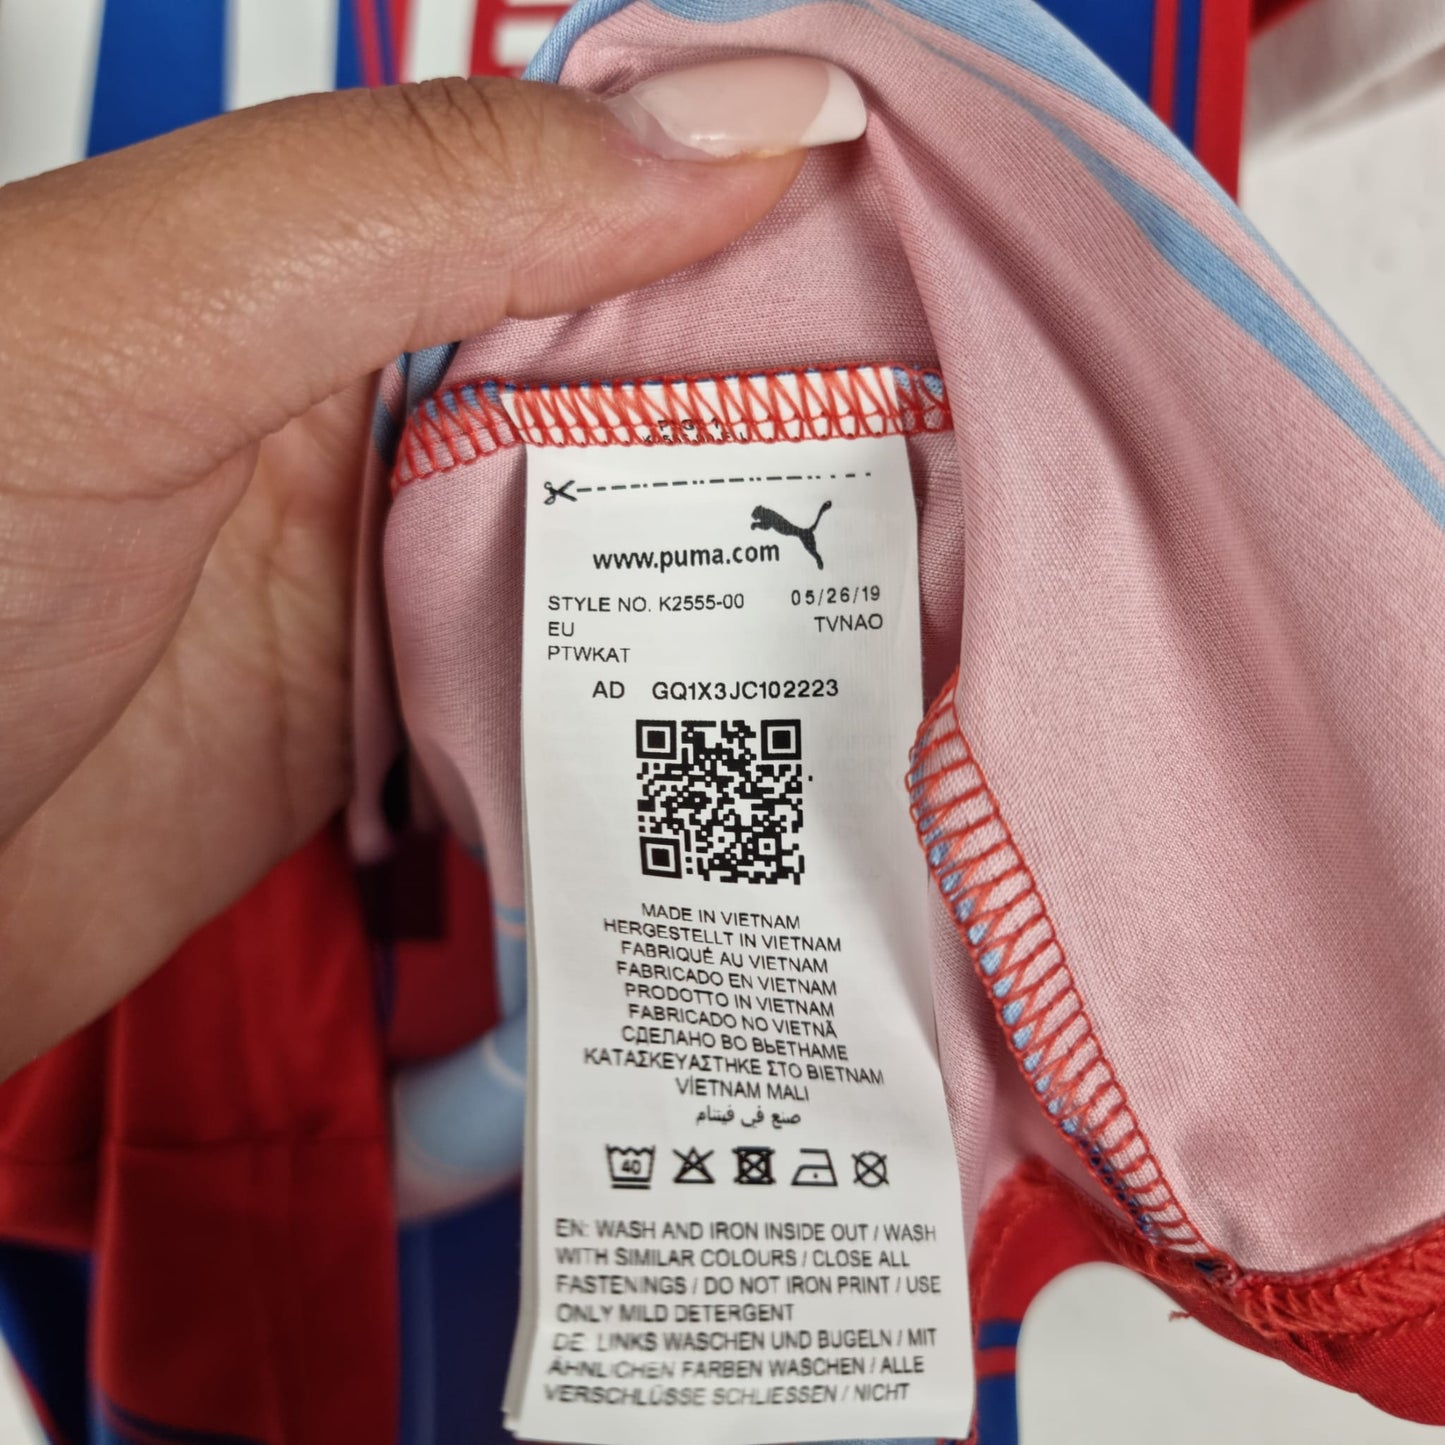 www.puma.com
STYLE NO. K2555-00 05/26/19
EU TVNAO
PTWKAT
AD GQ1X3JC102223
MADE IN VIETNAM
HERGESTELLT IN VIETNAM
FABRIQUÉ AU VIETNAM
FABRICADO EN VIETNAM
PRODOTTO IN VIETNAM
FABRICADO NO VIETNÃ
СДЕЛАНО ВО ВЬЕТНАМЕ
ΚΑΤΑΣΚΕΥΑΣΤΗΚΕ ΣΤΟ ΒΙΕΤΝΑΜ
VİETNAM MALI
صنع في فيتنام
40
EN: WASH AND IRON INSIDE OUT / WASH
WITH SIMILAR COLOURS / CLOSE ALL
FASTENINGS / DO NOT IRON PRINT / USE
ONLY MILD DETERGENT
DE: LINKS WASCHEN UND BUGELN / MIT
ÄHNLICHEN FARBEN WASCHEN / ALLE
VERSCHLÜSSE SCHLIESSEN / NICHT